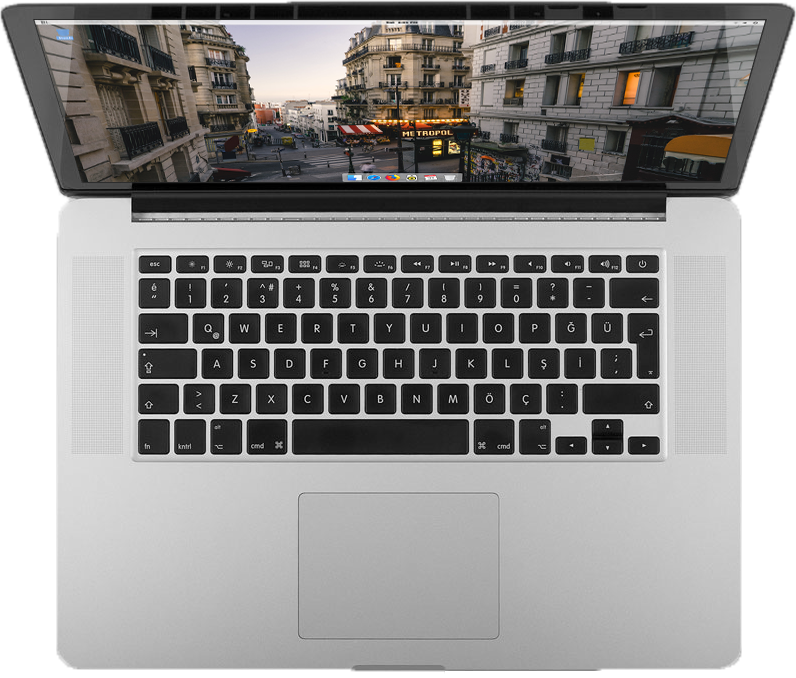 METROPOL
esc F1 F2 F3 F4 F5 F6 F7 F8 F9 F10 F11 F12
é ! ' ^ # + % & / ( ) = ? _
" 1 2 3 4 5 6 7 8 9 0 * -
Q W E R T Y U I O P Ğ Ü
@
A S D F G H J K L Ş İ ;
,
> Z X C V B N M Ö Ç :
< .
alt alt
fn kntrl ⌥ cmd ⌘ ⌘ cmd ⌥